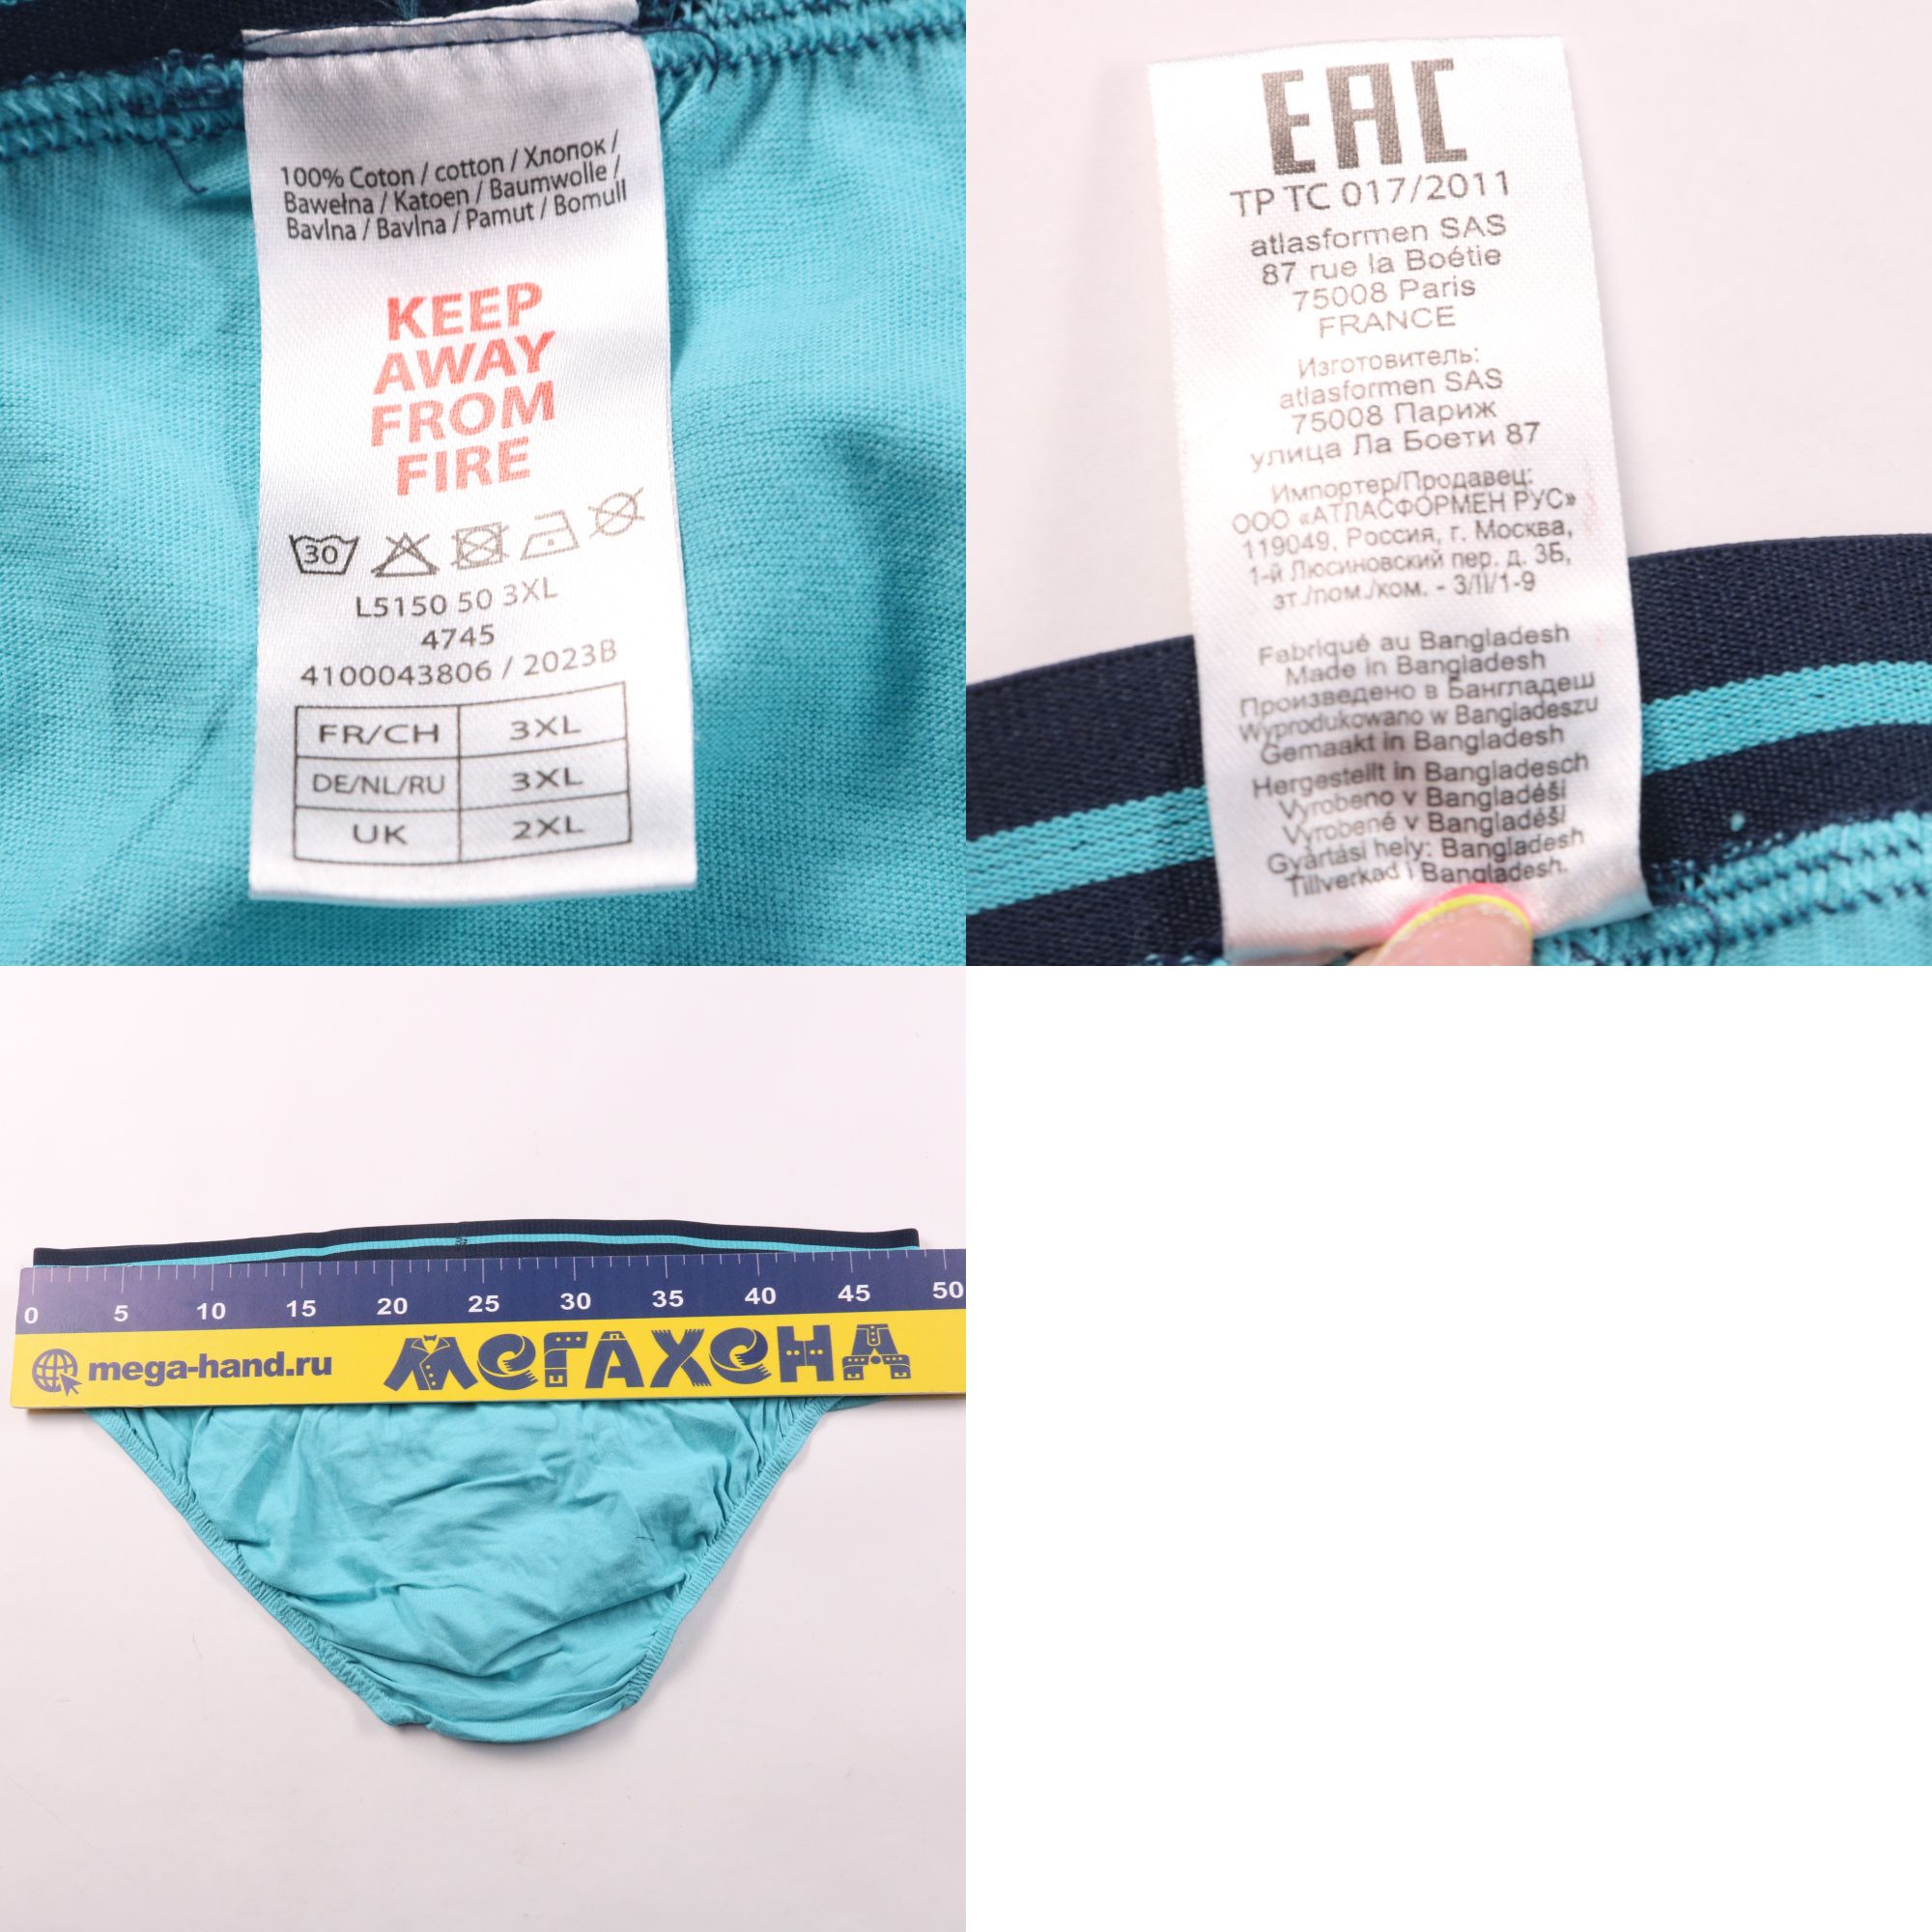 100% Coton / cotton / Хлопок /
Bawełna / Katoen / Baumwolle /
Bavlna / Bavlna / Pamut / Bomull
KEEP
AWAY
FROM
FIRE
30
L5150 50 3XL
4745
4100043806 / 2023B
FR/CH 3XL
DE/NL/RU 3XL
UK 2XL
EAC
ТР ТС 017/2011
atlasformen SAS
87 rue la Boétie
75008 Paris
FRANCE
Изготовитель:
atlasformen SAS
75008 Париж
улица Ла Боети 87
Импортер/Продавец:
ООО «АТЛАСФОРМЕН РУС»
119049, Россия, г. Москва,
1-й Люсиновский пер. д. 3Б,
эт./пом./ком. - 3/II/1-9
Fabriqué au Bangladesh
Made in Bangladesh
Произведено в Бангладеш
Wyprodukowano w Bangladeszu
Gemaakt in Bangladesh
Hergestellt in Bangladesch
Vyrobeno v Bangladéši
Vyrobené v Bangladéši
Gyártási hely: Bangladesh
Tillverkad i Bangladesh.
0 5 10 15 20 25 30 35 40 45 50
mega-hand.ru МЕГАХЕНД